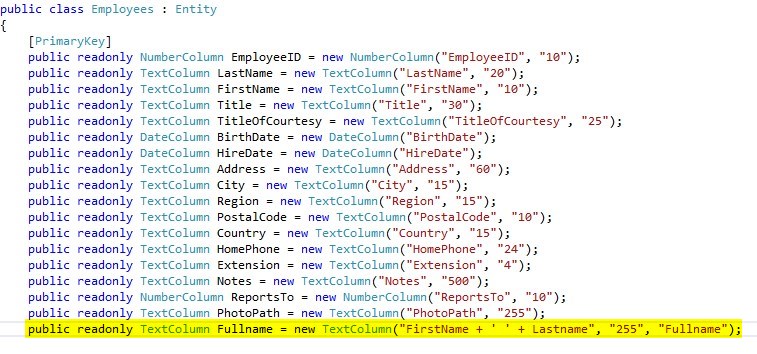 public class Employees : Entity
{
[PrimaryKey]
public readonly NumberColumn EmployeeID = new NumberColumn("EmployeeID", "10");
public readonly TextColumn LastName = new TextColumn("LastName", "20");
public readonly TextColumn FirstName = new TextColumn("FirstName", "10");
public readonly TextColumn Title = new TextColumn("Title", "30");
public readonly TextColumn TitleOfCourtesy = new TextColumn("TitleOfCourtesy", "25");
public readonly DateColumn BirthDate = new DateColumn("BirthDate");
public readonly DateColumn HireDate = new DateColumn("HireDate");
public readonly TextColumn Address = new TextColumn("Address", "60");
public readonly TextColumn City = new TextColumn("City", "15");
public readonly TextColumn Region = new TextColumn("Region", "15");
public readonly TextColumn PostalCode = new TextColumn("PostalCode", "10");
public readonly TextColumn Country = new TextColumn("Country", "15");
public readonly TextColumn HomePhone = new TextColumn("HomePhone", "24");
public readonly TextColumn Extension = new TextColumn("Extension", "4");
public readonly TextColumn Notes = new TextColumn("Notes", "500");
public readonly NumberColumn ReportsTo = new NumberColumn("ReportsTo", "10");
public readonly TextColumn PhotoPath = new TextColumn("PhotoPath", "255");
public readonly TextColumn Fullname = new TextColumn("FirstName + ' ' + Lastname", "255", "Fullname");